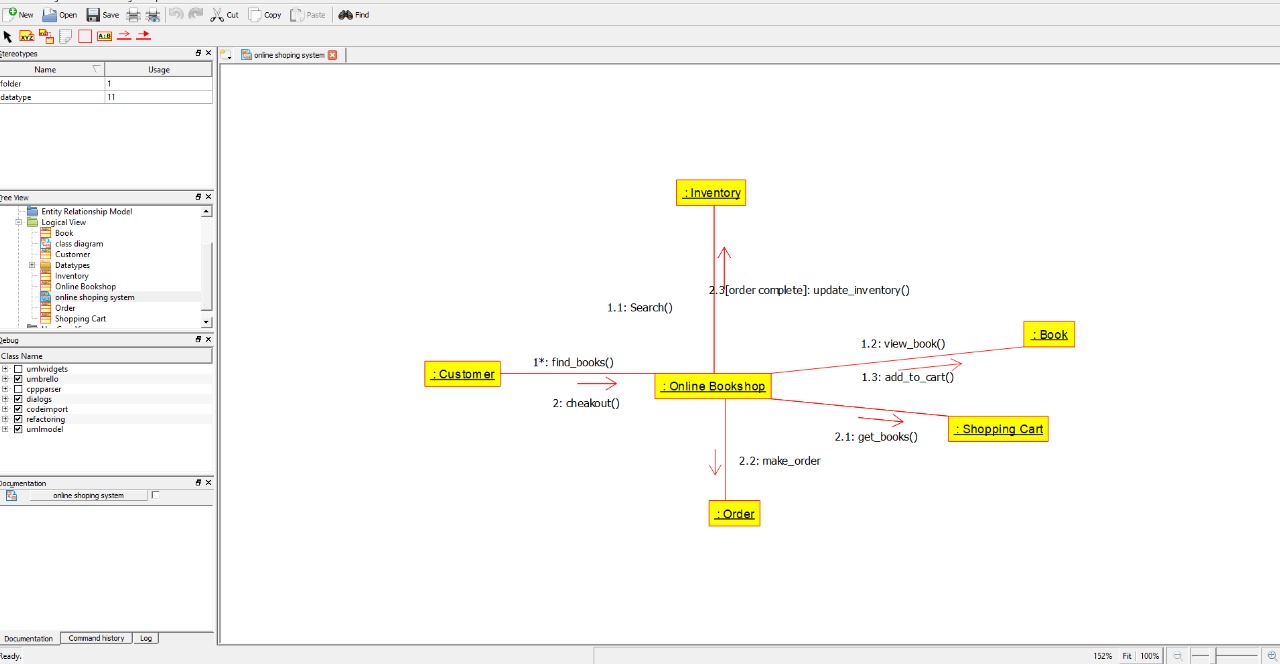 New Open Save Cut Copy Paste Find
XYZ A:B
Stereotypes
online shoping system
Name Usage
folder 1
datatype 11
Tree View
Entity Relationship Model
Logical View
Book
class diagram
Customer
Datatypes
Inventory
Online Bookshop
online shoping system
Order
Shopping Cart
Debug
Class Name
umlwidgets
umbrello
cppparser
dialogs
codeimport
refactoring
umlmodel
Documentation
online shoping system
Documentation Command history Log
Ready.
: Inventory
2.3[order complete]: update_inventory()
1.1: Search()
: Book
1.2: view_book()
1*: find_books()
: Customer
1.3: add_to_cart()
: Online Bookshop
2: cheakout()
: Shopping Cart
2.1: get_books()
2.2: make_order
: Order
152% Fit 100%